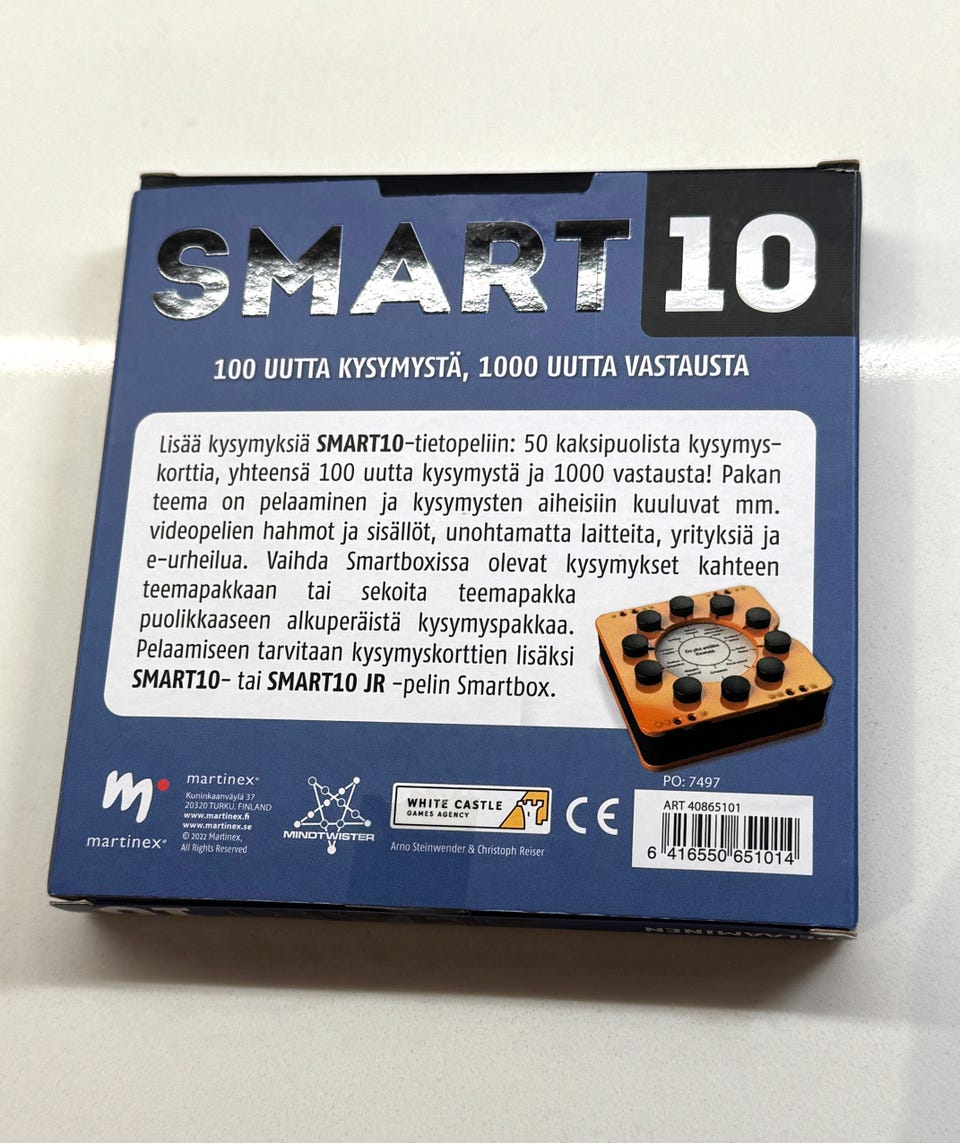 SMART 10
100 UUTTA KYSYMYSTÄ, 1000 UUTTA VASTAUSTA
Lisää kysymyksiä SMART10-tietopeliin: 50 kaksipuolista kysymys-
korttia, yhteensä 100 uutta kysymystä ja 1000 vastausta! Pakan
teema on pelaaminen ja kysymysten aiheisiin kuuluvat mm.
videopelien hahmot ja sisällöt, unohtamatta laitteita, yrityksiä ja
e-urheilua. Vaihda Smartboxissa olevat kysymykset kahteen
teemapakkaan tai sekoita teemapakka
puolikkaaseen alkuperäistä kysymyspakkaa.
Pelaamiseen tarvitaan kysymyskorttien lisäksi
SMART10- tai SMART10 JR -pelin Smartbox.
m
martinex®
martinex®
Kuninkaanväylä 37
20320 TURKU, FINLAND
www.martinex.fi
www.martinex.se
© 2022 Martinex,
All Rights Reserved
MINDTWISTER
WHITE CASTLE
GAMES AGENCY
Arno Steinwender & Christoph Reiser
CE
PO: 7497
ART 40865101
6 416550 651014
10
PELAAMINEN